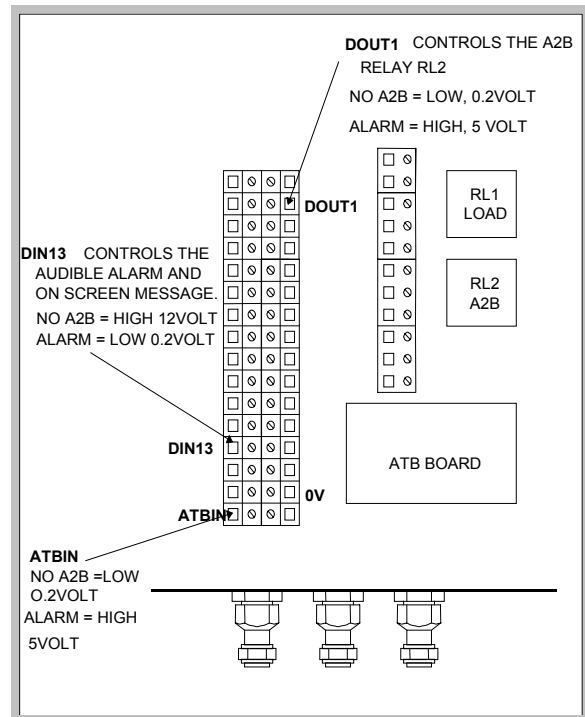 DOUT1 CONTROLS THE A2B
RELAY RL2
NO A2B = LOW, 0.2VOLT
ALARM = HIGH, 5 VOLT
RL1
LOAD
DOUT1
DIN13 CONTROLS THE
AUDIBLE ALARM AND
ON SCREEN MESSAGE.
NO A2B = HIGH 12VOLT
ALARM = LOW 0.2VOLT
RL2
A2B
DIN13
ATB BOARD
0V
ATBIN
ATBIN
NO A2B =LOW
O.2VOLT
ALARM = HIGH
5VOLT